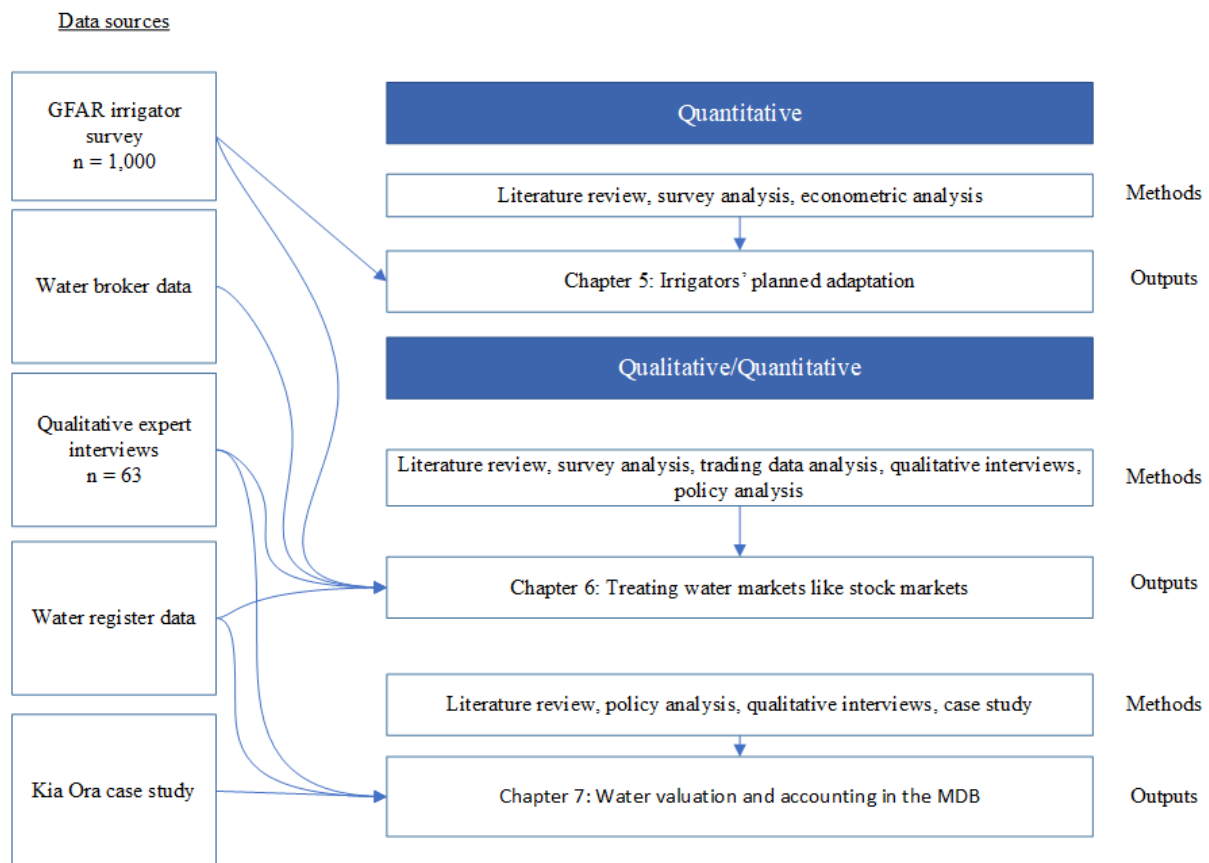 Data sources
GFAR irrigator
survey
n = 1,000
Water broker data
Qualitative expert
interviews
n = 63
Water register data
Kia Ora case study
Quantitative
Literature review, survey analysis, econometric analysis
Methods
Chapter 5: Irrigators’ planned adaptation
Outputs
Qualitative/Quantitative
Literature review, survey analysis, trading data analysis, qualitative interviews,
policy analysis
Methods
Chapter 6: Treating water markets like stock markets
Outputs
Literature review, policy analysis, qualitative interviews, case study
Methods
Chapter 7: Water valuation and accounting in the MDB
Outputs